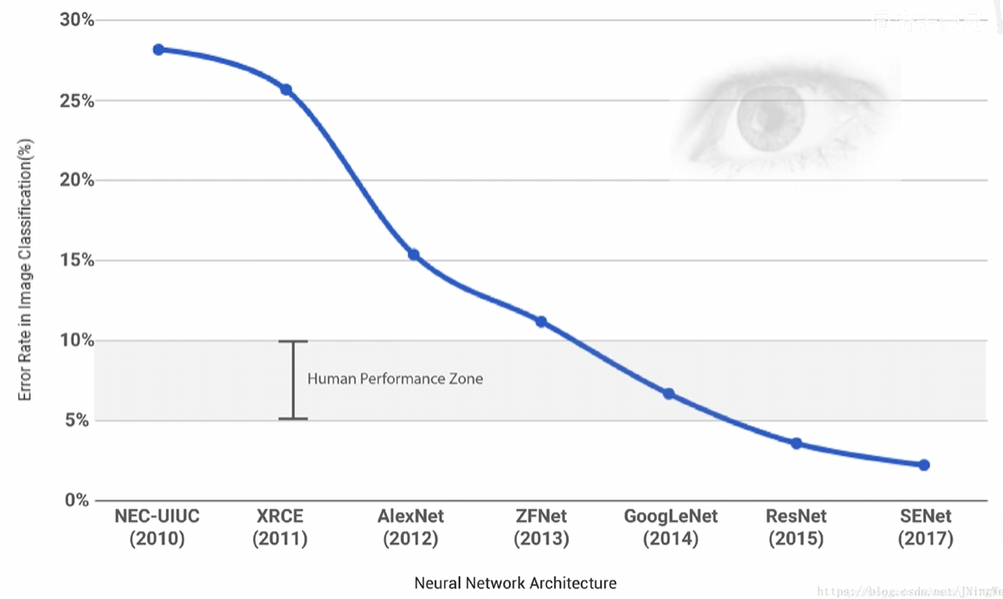 30%
25%
20%
15%
10%
5%
0%
Error Rate in Image Classification(%)
Human Performance Zone
NEC-UIUC
(2010)
XRCE
(2011)
AlexNet
(2012)
ZFNet
(2013)
GoogLeNet
(2014)
ResNet
(2015)
SENet
(2017)
Neural Network Architecture